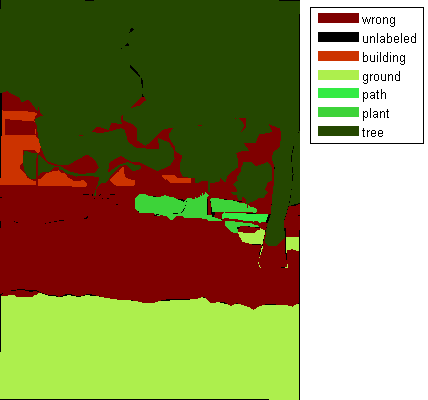 wrong
unlabeled
building
ground
path
plant
tree